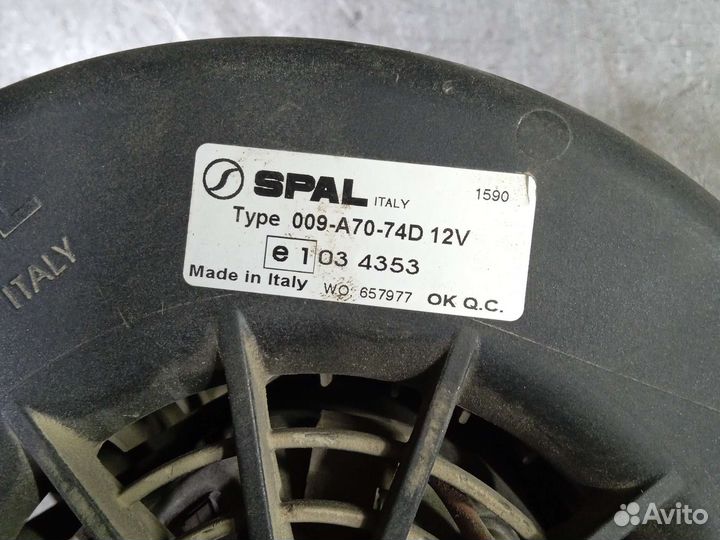 SPAL ITALY 1590
Type 009-A70-74D 12V
e 1 03 4353
Made in Italy WO: 657977 OK Q.C.
ITALY
Avito